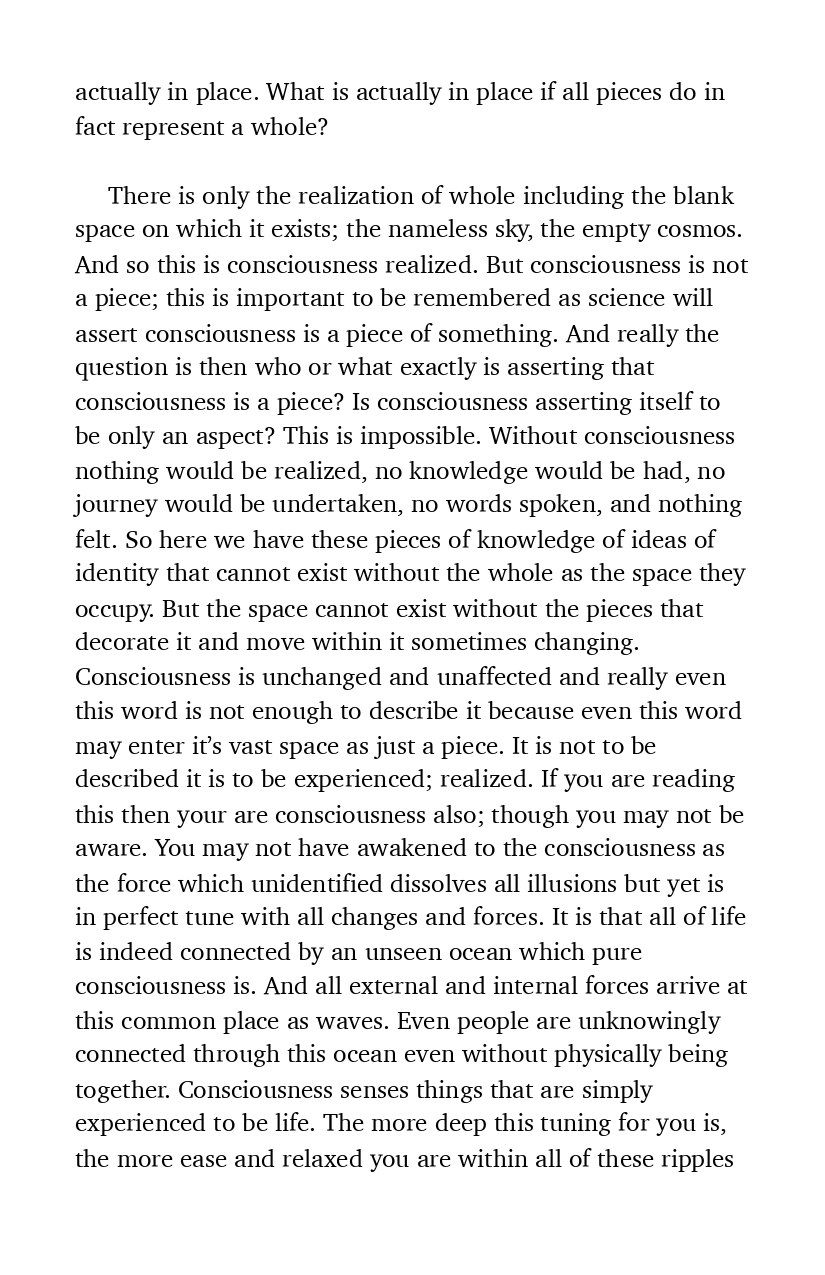 actually in place. What is actually in place if all pieces do in
fact represent a whole?
There is only the realization of whole including the blank
space on which it exists; the nameless sky, the empty cosmos.
And so this is consciousness realized. But consciousness is not
a piece; this is important to be remembered as science will
assert consciousness is a piece of something. And really the
question is then who or what exactly is asserting that
consciousness is a piece? Is consciousness asserting itself to
be only an aspect? This is impossible. Without consciousness
nothing would be realized, no knowledge would be had, no
journey would be undertaken, no words spoken, and nothing
felt. So here we have these pieces of knowledge of ideas of
identity that cannot exist without the whole as the space they
occupy. But the space cannot exist without the pieces that
decorate it and move within it sometimes changing.
Consciousness is unchanged and unaffected and really even
this word is not enough to describe it because even this word
may enter it’s vast space as just a piece. It is not to be
described it is to be experienced; realized. If you are reading
this then your are consciousness also; though you may not be
aware. You may not have awakened to the consciousness as
the force which unidentified dissolves all illusions but yet is
in perfect tune with all changes and forces. It is that all of life
is indeed connected by an unseen ocean which pure
consciousness is. And all external and internal forces arrive at
this common place as waves. Even people are unknowingly
connected through this ocean even without physically being
together. Consciousness senses things that are simply
experienced to be life. The more deep this tuning for you is,
the more ease and relaxed you are within all of these ripples